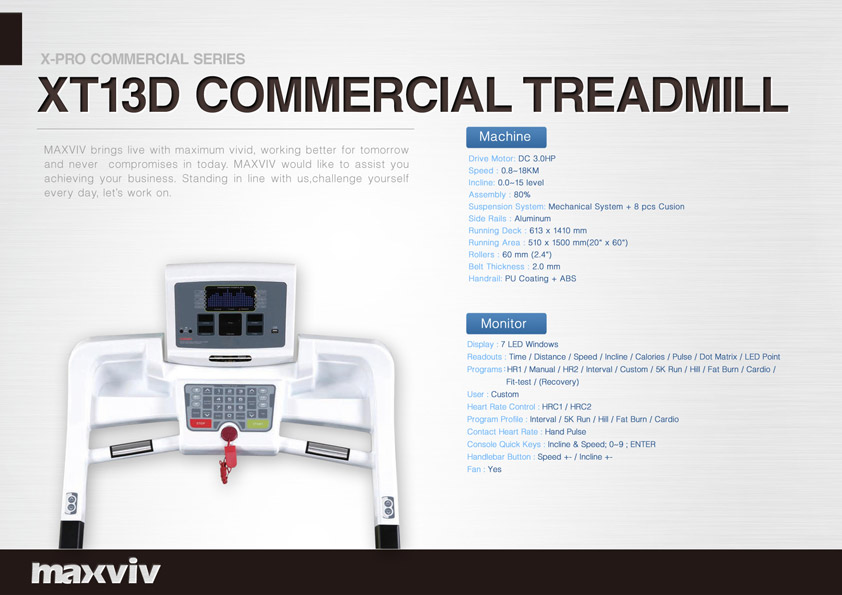 X-PRO COMMERCIAL SERIES
XT13D COMMERCIAL TREADMILL
MAXVIV brings live with maximum vivid, working better for tomorrow
and never compromises in today. MAXVIV would like to assist you
achieving your business. Standing in line with us,challenge yourself
every day, let's work on.
Machine
Drive Motor: DC 3.0HP
Speed : 0.8~18KM
Incline: 0.0~15 level
Assembly : 80%
Suspension System: Mechanical System + 8 pcs Cusion
Side Rails : Aluminum
Running Deck : 613 x 1410 mm
Running Area : 510 x 1500 mm(20" x 60")
Rollers : 60 mm (2.4")
Belt Thickness : 2.0 mm
Handrail: PU Coating + ABS
Monitor
Display : 7 LED Windows
Readouts : Time / Distance / Speed / Incline / Calories / Pulse / Dot Matrix / LED Point
Programs : HR1 / Manual / HR2 / Interval / Custom / 5K Run / Hill / Fat Burn / Cardio /
Fit-test / (Recovery)
User : Custom
Heart Rate Control : HRC1 / HRC2
Program Profile : Interval / 5K Run / Hill / Fat Burn / Cardio
Contact Heart Rate : Hand Pulse
Console Quick Keys : Incline & Speed; 0~9 ; ENTER
Handlebar Button : Speed +- / Incline +-
Fan : Yes
maxviv